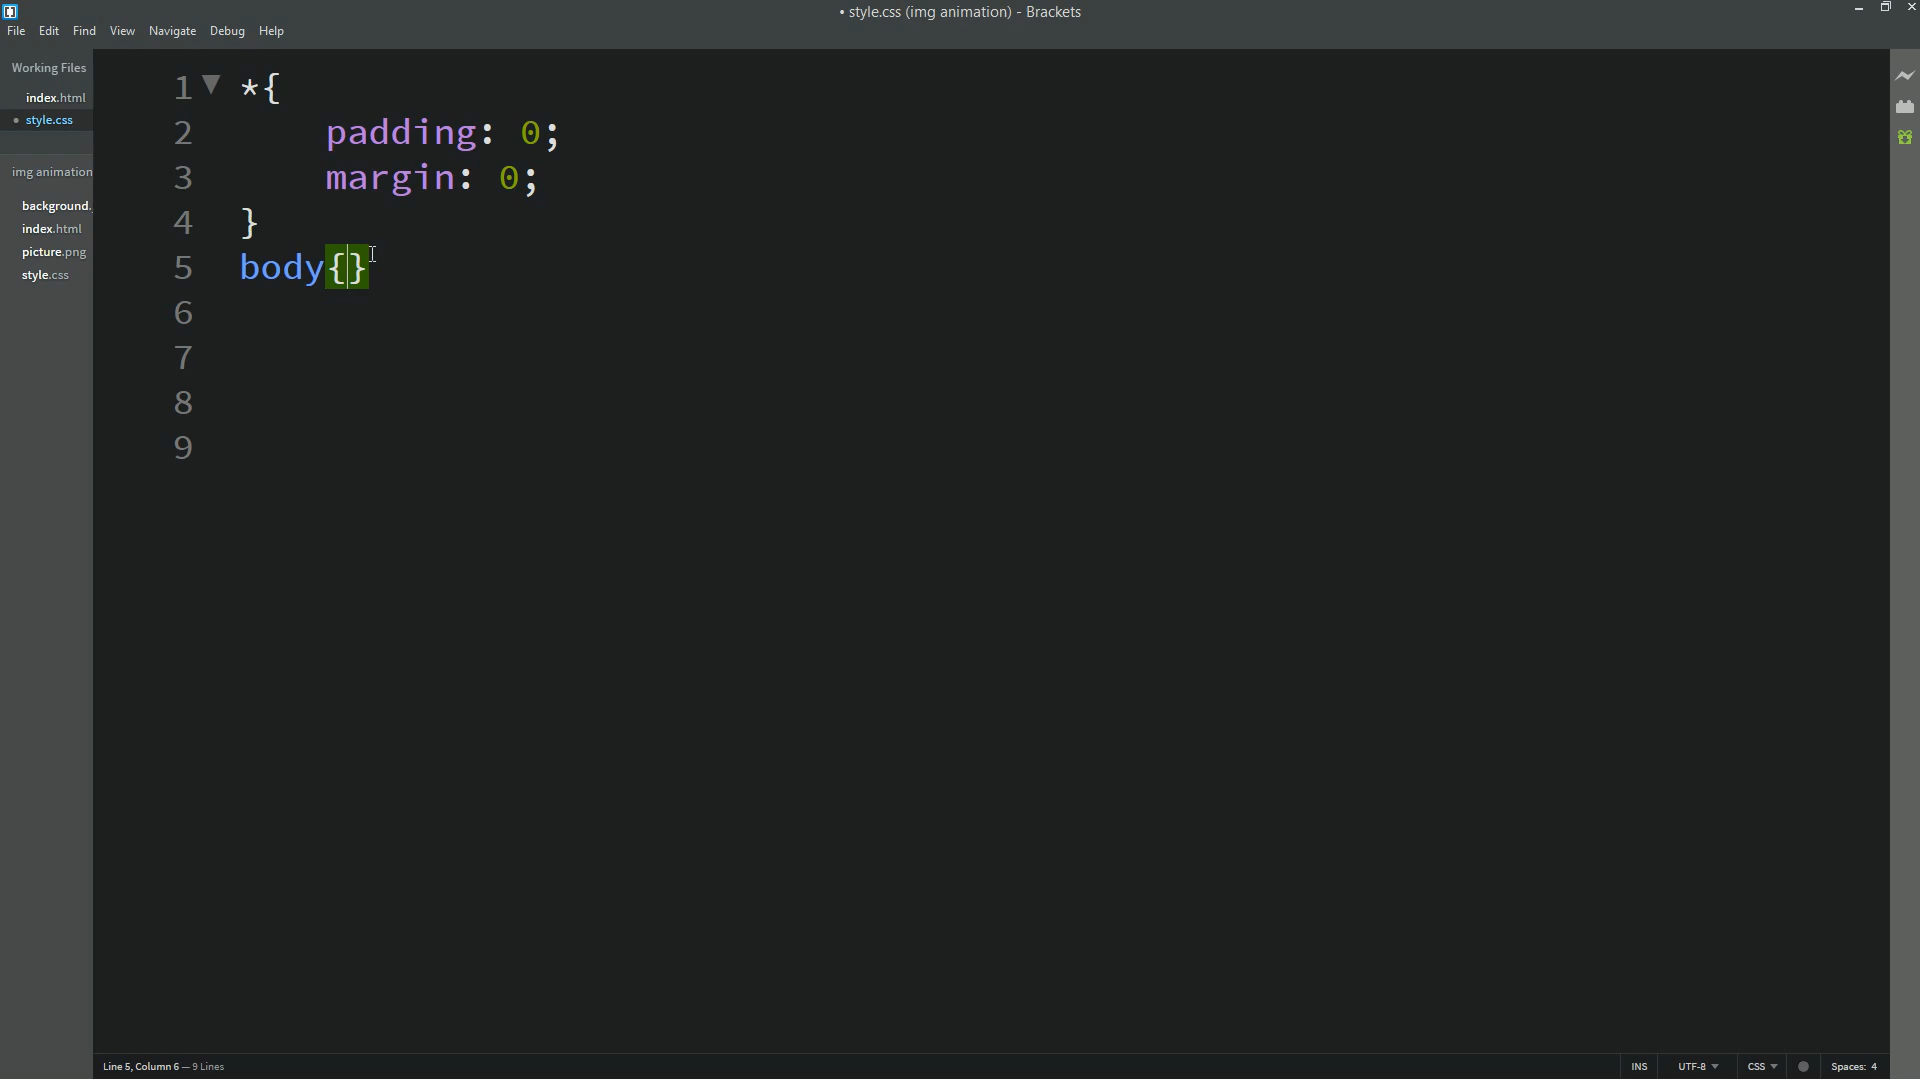 • style.css (img animation) - Brackets
File Edit Find View Navigate Debug Help
Working Files
index.html
• style.css
img animation
background.
index.html
picture.png
style.css
1 *{
2 padding: 0;
3 margin: 0;
4 }
5 body{}
6
7
8
9
Line 5, Column 6 — 9 Lines
INS UTF-8 CSS Spaces: 4